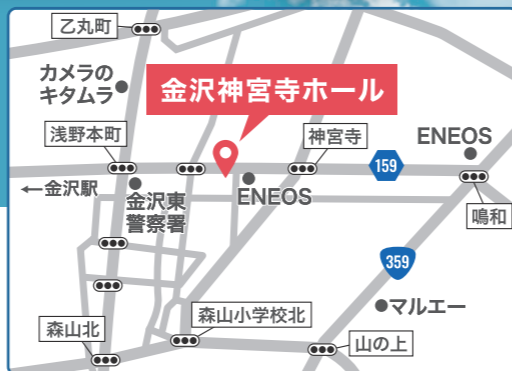 乙丸町
カメラの
キタムラ
金沢神宮寺ホール
浅野本町
神宮寺
ENEOS
159
←金沢駅
金沢東
警察署
ENEOS
鳴和
359
マルエー
森山小学校北
森山北
山の上